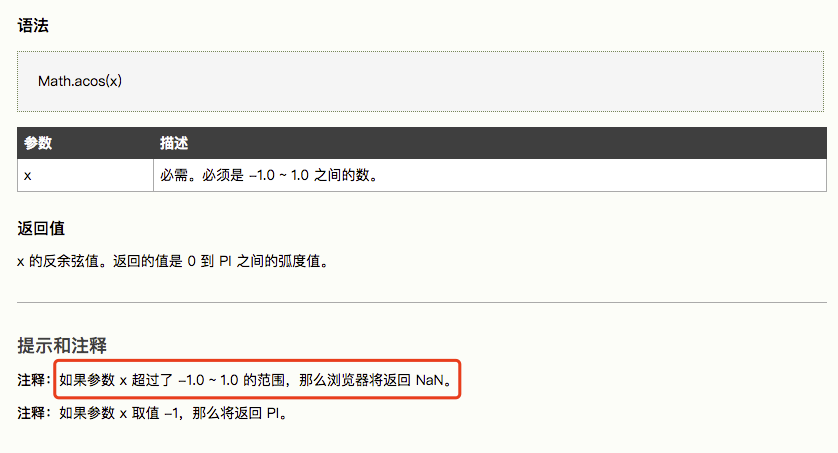 语法
Math.acos(x)
参数 描述
x 必需。必须是 -1.0 ~ 1.0 之间的数。
返回值
x 的反余弦值。返回的值是 0 到 PI 之间的弧度值。
提示和注释
注释：如果参数 x 超过了 -1.0 ~ 1.0 的范围，那么浏览器将返回 NaN。
注释：如果参数 x 取值 -1，那么将返回 PI。